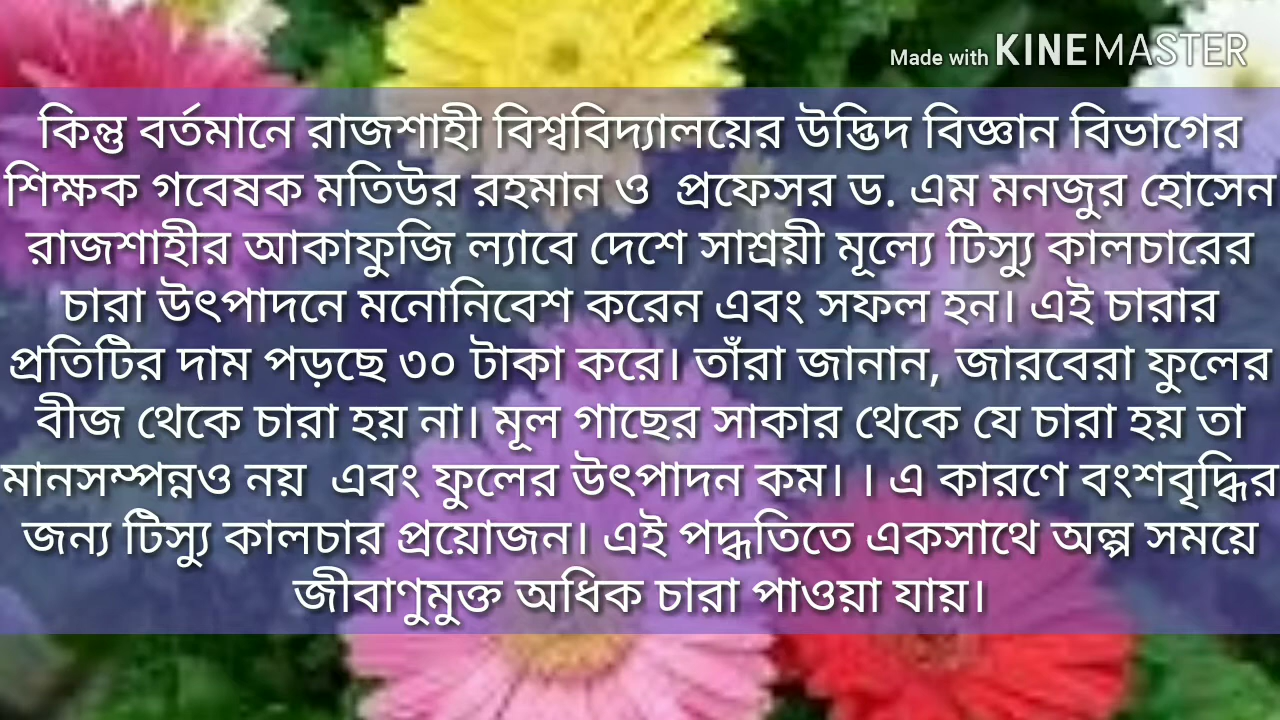 Made with KINEMASTER
কিন্তু বর্তমানে রাজশাহী বিশ্ববিদ্যালয়ের উদ্ভিদ বিজ্ঞান বিভাগের
শিক্ষক গবেষক মতিউর রহমান ও প্রফেসর ড. এম মনজুর হোসেন
রাজশাহীর আকাফুজি ল্যাবে দেশে সাশ্রয়ী মূল্যে টিস্যু কালচারের
চারা উৎপাদনে মনোনিবেশ করেন এবং সফল হন। এই চারার
প্রতিটির দাম পড়ছে ৩০ টাকা করে। তাঁরা জানান, জারবেরা ফুলের
বীজ থেকে চারা হয় না। মূল গাছের সাকার থেকে যে চারা হয় তা
মানসম্পন্নও নয় এবং ফুলের উৎপাদন কম। । এ কারণে বংশবৃদ্ধির
জন্য টিস্যু কালচার প্রয়োজন। এই পদ্ধতিতে একসাথে অল্প সময়ে
জীবাণুমুক্ত অধিক চারা পাওয়া যায়।